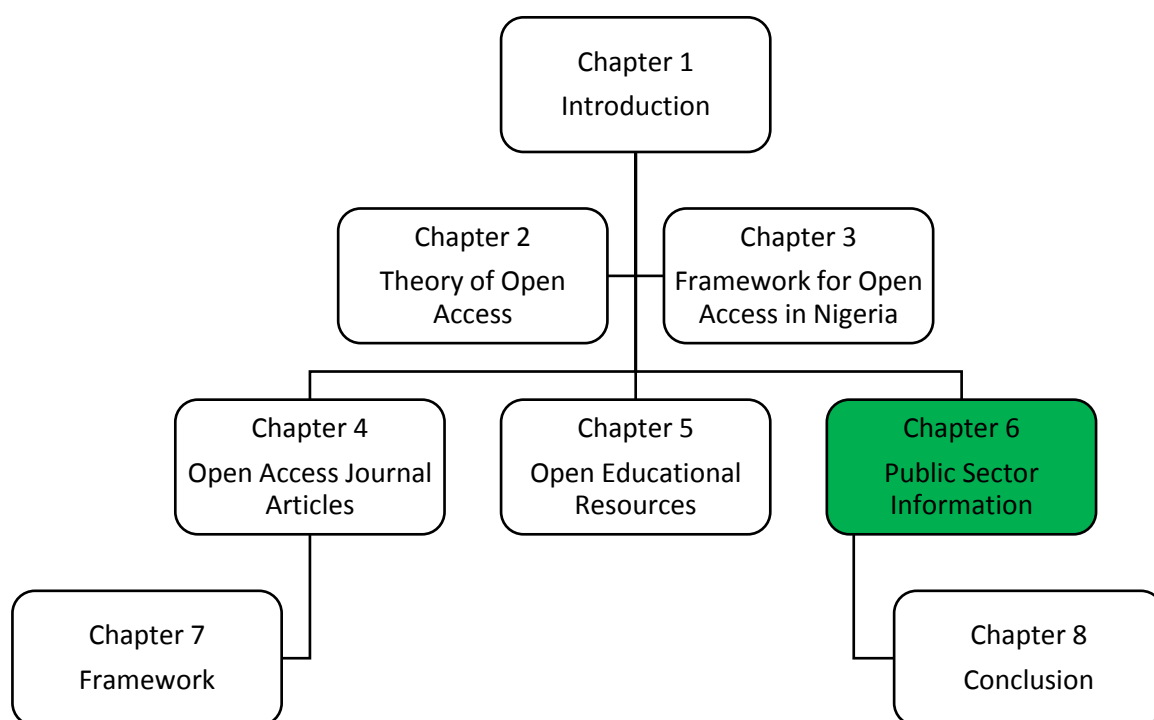 Chapter 1
Introduction
Chapter 2
Theory of Open
Access
Chapter 3
Framework for Open
Access in Nigeria
Chapter 4
Open Access Journal
Articles
Chapter 5
Open Educational
Resources
Chapter 6
Public Sector
Information
Chapter 7
Framework
Chapter 8
Conclusion